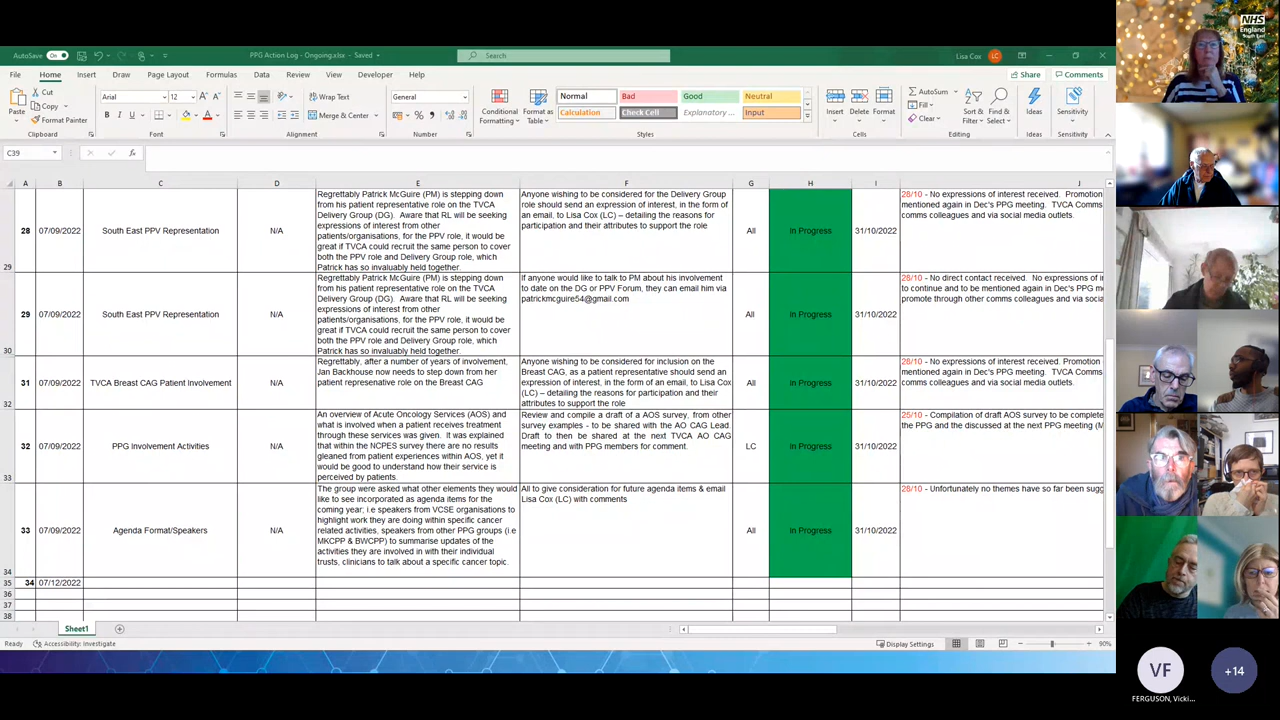 AutoSave On PPG Action Log - Ongoing.xlsx - Saved Search Lisa Cox LC
File Home Insert Draw Page Layout Formulas Data Review View Developer Help Share Comments
Cut
Copy
Format Painter
Paste
Clipboard
Arial 12
Font
Wrap Text
Merge & Center
Alignment
General
Number
Conditional Formatting
Format as Table
Normal Bad Good Neutral
Calculation Check Cell Explanatory ... Input
Styles
Insert Delete Format
Cells
AutoSum
Fill
Clear
Sort & Filter
Find & Select
Editing
Ideas
Ideas
Sensitivity
Sensitivity
C39
A B C D E F G H I J
28 07/09/2022 South East PPV Representation N/A
Regrettably Patrick McGuire (PM) is stepping down
from his patient representative role on the TVCA
Delivery Group (DG). Aware that RL will be seeking
expressions of interest from other
patients/organisations, for the PPV role, it would be
great if TVCA could recruit the same person to cover
both the PPV role and Delivery Group role, which
Patrick has so invaluably held together.
Anyone wishing to be considered for the Delivery Group
role should send an expression of interest, in the form of
an email, to Lisa Cox (LC) – detailing the reasons for
participation and their attributes to support the role
All In Progress 31/10/2022
28/10 - No expressions of interest received. Promotion
mentioned again in Dec's PPG meeting. TVCA Comms
comms colleagues and via social media outlets.
29
29 07/09/2022 South East PPV Representation N/A
Regrettably Patrick McGuire (PM) is stepping down
from his patient representative role on the TVCA
Delivery Group (DG). Aware that RL will be seeking
expressions of interest from other
patients/organisations, for the PPV role, it would be
great if TVCA could recruit the same person to cover
both the PPV role and Delivery Group role, which
Patrick has so invaluably held together.
If anyone would like to talk to PM about his involvement
to date on the DG or PPV Forum, they can email him via
patrickmcguire54@gmail.com
All In Progress 31/10/2022
28/10 - No direct contact received. No expressions of i
to continue and to be mentioned again in Dec's PPG m
promote through other comms colleagues and via socia
30
31 07/09/2022 TVCA Breast CAG Patient Involvement N/A
Regrettably, after a number of years of involvement,
Jan Backhouse now needs to step down from her
patient represenative role on the Breast CAG
Anyone wishing to be considered for inclusion on the
Breast CAG, as a patient representative should send an
expression of interest, in the form of an email, to Lisa Cox
(LC) – detailing the reasons for participation and their
attributes to support the role
All In Progress 31/10/2022
28/10 - No expressions of interest received. Promotion
mentioned again in Dec's PPG meeting. TVCA Coms
comms colleagues and via social media outlets.
32
32 07/09/2022 PPG Involvement Activities N/A
An overview of Acute Oncology Services (AOS) and
what is involved when a patient receives treatment
through these services was given. It was explained
that within the NCPES survey there are no results
gleaned from patient experiences within AOS, yet it
would be good to understand how their service is
perceived by patients.
Review and compile a draft of a AOS survey, from other
survey examples - to be shared with the AO CAG Lead.
Draft to then be shared at the next TVCA AO CAG
meeting and with PPG members for comment.
LC In Progress 31/10/2022
25/10 - Compilation of draft AOS survey to be complete
the PPG and the discussed at the next PPG meeting (M
33
33 07/09/2022 Agenda Format/Speakers N/A
The group were asked what other elements they would
like to see incorporated as agenda items for the
coming year; i.e speakers from VCSE organisations to
highlight work they are doing within specific cancer
related activities, speakers from other PPG groups (i.e
MKCPP & BWCPP) to summarise updates of the
activities they are involved in with their individual
trusts, clinicians to talk about a specific cancer topic.
All to give consideration for future agenda items & email
Lisa Cox (LC) with comments
All In Progress 31/10/2022
28/10 - Unfortunately no themes have so far been sugg
34
35 34 07/12/2022
36
37
38
Sheet1
Ready Accessibility: Investigate Display Settings 90%
NHS
England
South East
VF
FERGUSON, Vicki...
+14